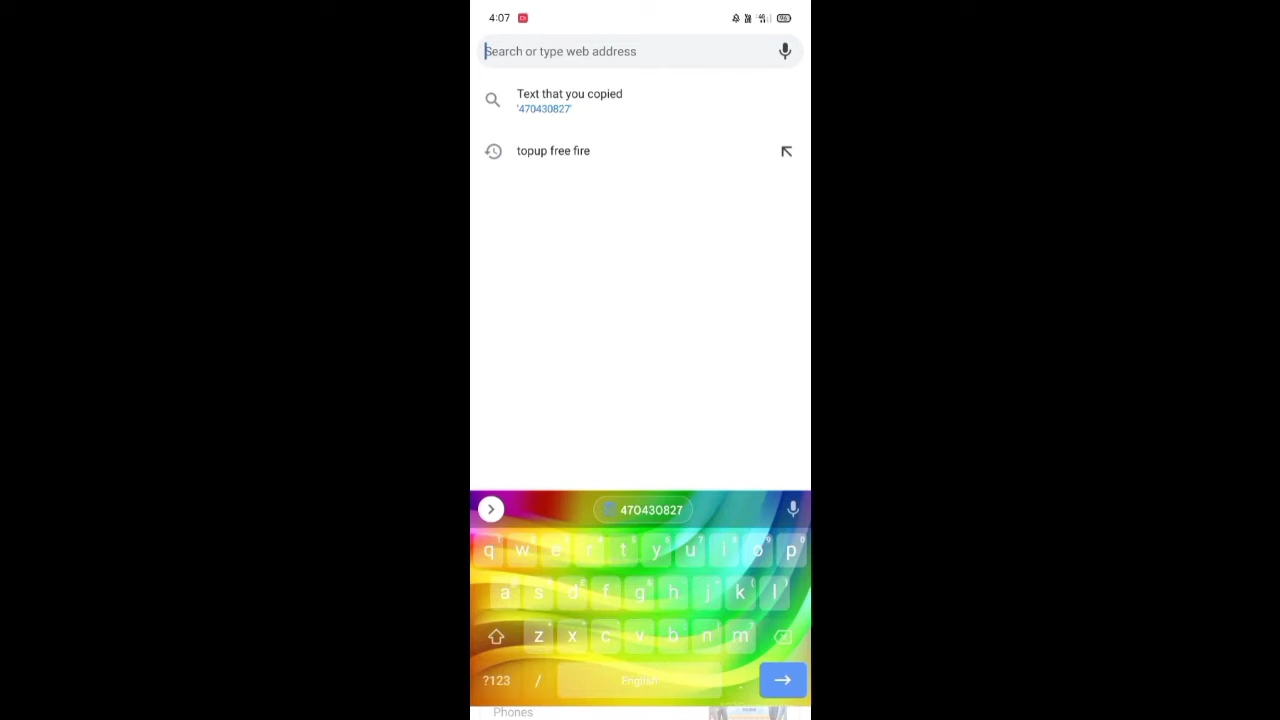 4:07
Search or type web address
Text that you copied
'470430827'
topup free fire
470430827
q w e r t y u i o p
a s d f g h j k l
z x c v b n m
?123 / English .
Phones